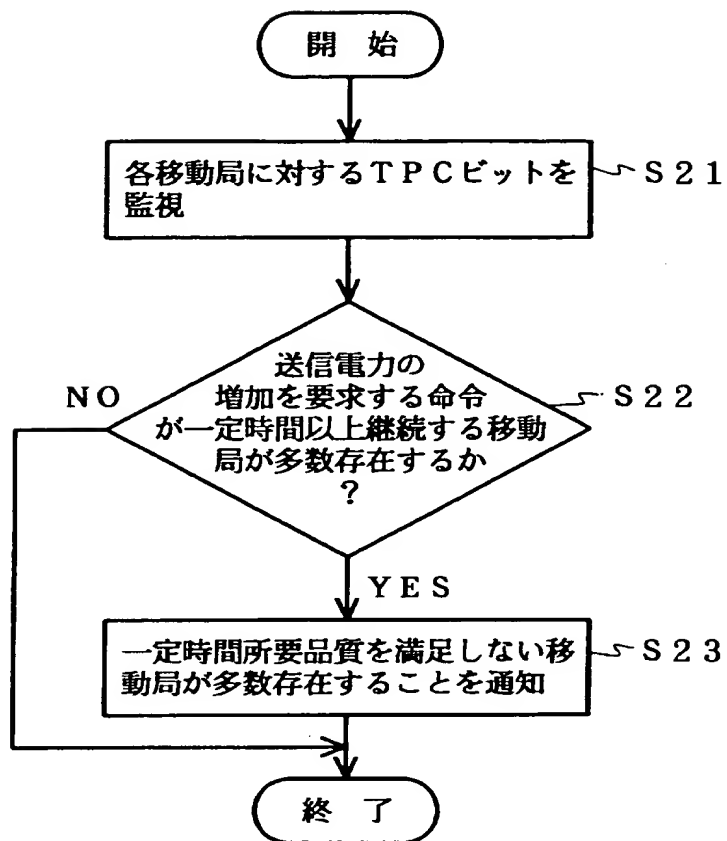 開 始
各移動局に対するTPCビットを
監視
S21
送信電力の
増加を要求する命令
が一定時間以上継続する移動
局が多数存在するか
?
S22
NO
YES
一定時間所要品質を満足しない移
動局が多数存在することを通知
S23
終 了